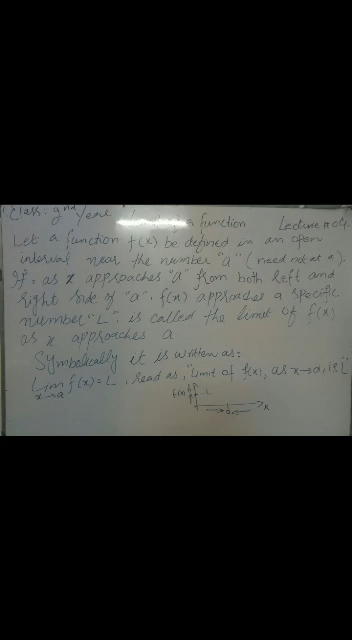 Class: 2nd Year a function Lecture # 04
Let a function f(x) be defined in an open
interval near the number "a" (need not at a).
If as x approaches "a" from both left and
right side of "a". f(x) approaches a specific
number "L". is called the limit of f(x)
as x approaches a
Symbolically it is written as:
Lim f(x) = L , read as, "limit of f(x), as x→a, is L"
x→a
f(x) L
a x